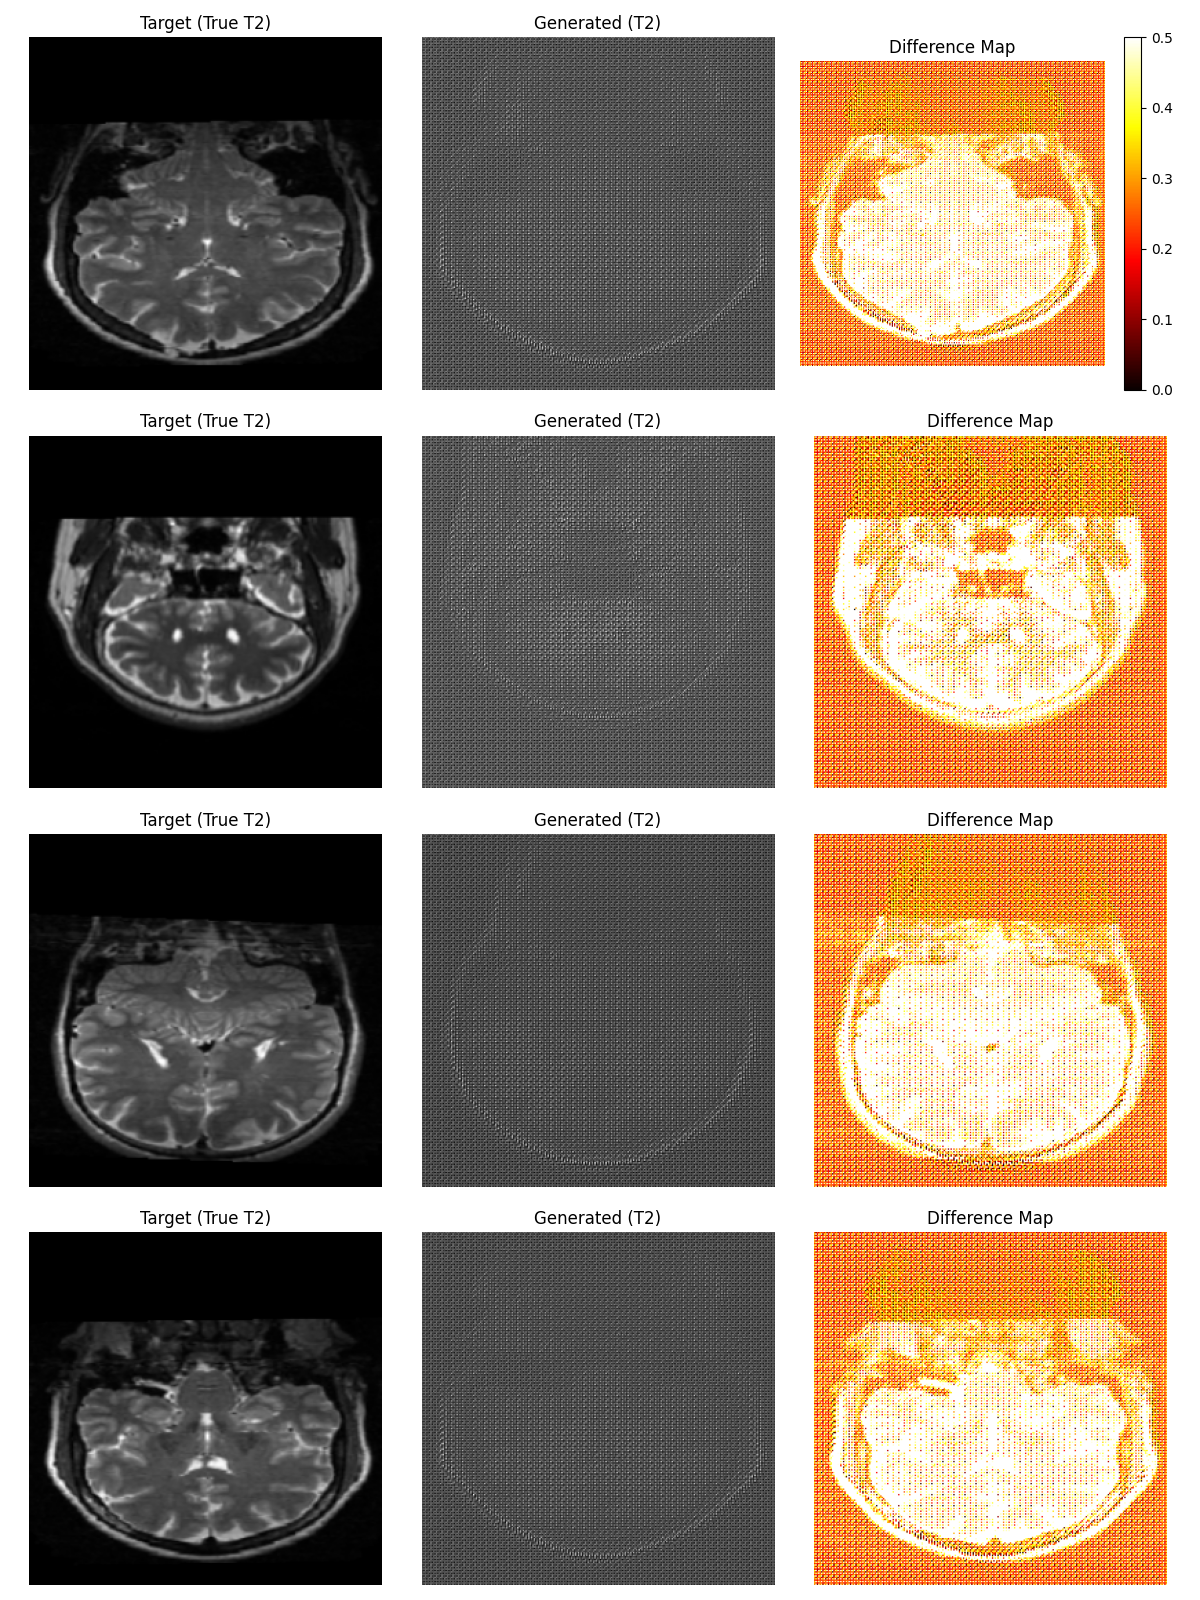 Target (True T2)
Generated (T2)
Difference Map
0.5
0.4
0.3
0.2
0.1
0.0
Target (True T2)
Generated (T2)
Difference Map
Target (True T2)
Generated (T2)
Difference Map
Target (True T2)
Generated (T2)
Difference Map